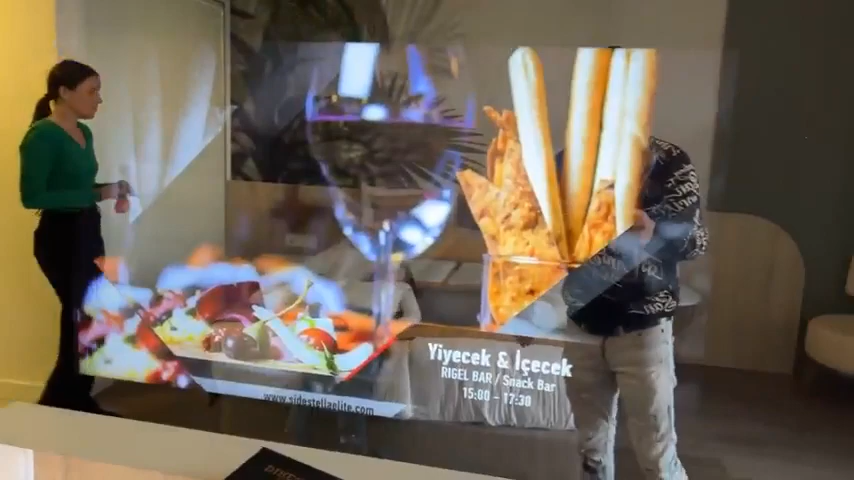 Yiyecek & İçecek
RIGEL BAR / Snack Bar
15:00 - 17:30
www.sidestellaelite.com